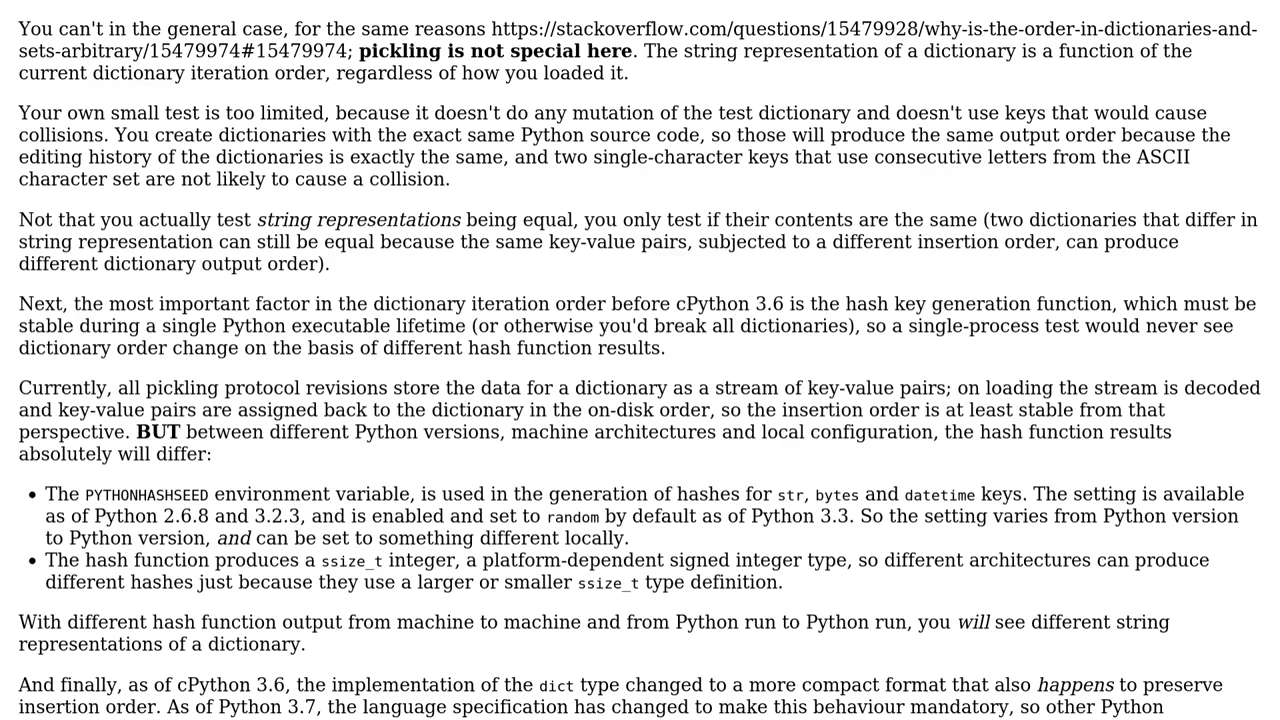 You can't in the general case, for the same reasons https://stackoverflow.com/questions/15479928/why-is-the-order-in-dictionaries-and-
sets-arbitrary/15479974#15479974; pickling is not special here. The string representation of a dictionary is a function of the
current dictionary iteration order, regardless of how you loaded it.
Your own small test is too limited, because it doesn't do any mutation of the test dictionary and doesn't use keys that would cause
collisions. You create dictionaries with the exact same Python source code, so those will produce the same output order because the
editing history of the dictionaries is exactly the same, and two single-character keys that use consecutive letters from the ASCII
character set are not likely to cause a collision.
Not that you actually test string representations being equal, you only test if their contents are the same (two dictionaries that differ in
string representation can still be equal because the same key-value pairs, subjected to a different insertion order, can produce
different dictionary output order).
Next, the most important factor in the dictionary iteration order before cPython 3.6 is the hash key generation function, which must be
stable during a single Python executable lifetime (or otherwise you'd break all dictionaries), so a single-process test would never see
dictionary order change on the basis of different hash function results.
Currently, all pickling protocol revisions store the data for a dictionary as a stream of key-value pairs; on loading the stream is decoded
and key-value pairs are assigned back to the dictionary in the on-disk order, so the insertion order is at least stable from that
perspective. BUT between different Python versions, machine architectures and local configuration, the hash function results
absolutely will differ:
• The PYTHONHASHSEED environment variable, is used in the generation of hashes for str, bytes and datetime keys. The setting is available
as of Python 2.6.8 and 3.2.3, and is enabled and set to random by default as of Python 3.3. So the setting varies from Python version
to Python version, and can be set to something different locally.
• The hash function produces a ssize_t integer, a platform-dependent signed integer type, so different architectures can produce
different hashes just because they use a larger or smaller ssize_t type definition.
With different hash function output from machine to machine and from Python run to Python run, you will see different string
representations of a dictionary.
And finally, as of cPython 3.6, the implementation of the dict type changed to a more compact format that also happens to preserve
insertion order. As of Python 3.7, the language specification has changed to make this behaviour mandatory, so other Python